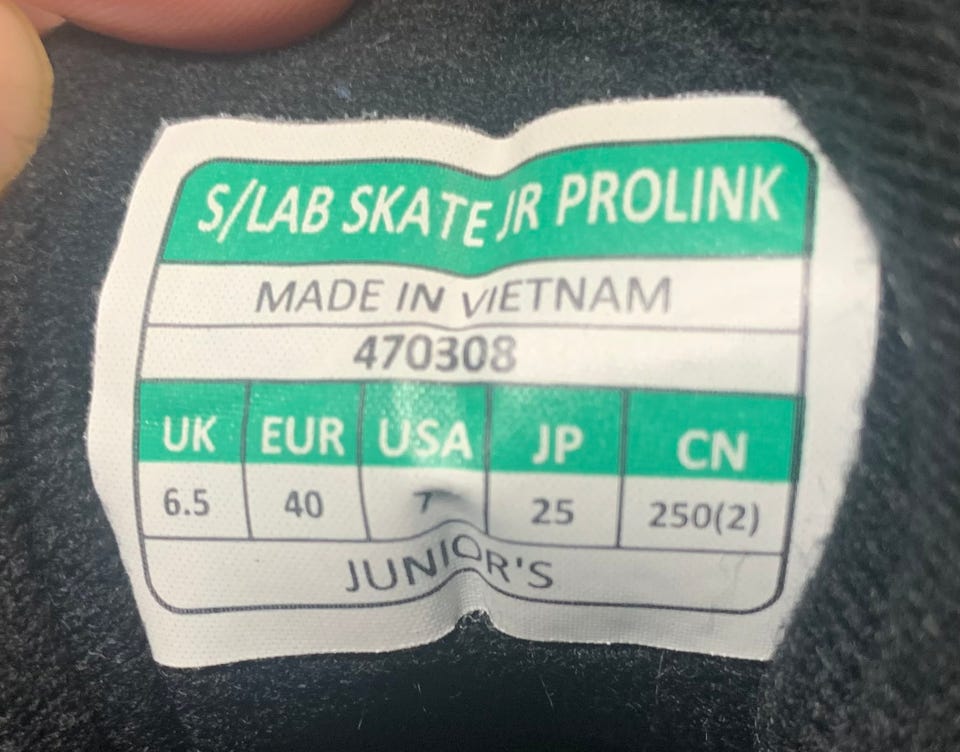 S/LAB SKATE JR PROLINK
MADE IN VIETNAM
470308
UK EUR USA JP CN
6.5 40 7 25 250(2)
JUNIOR'S